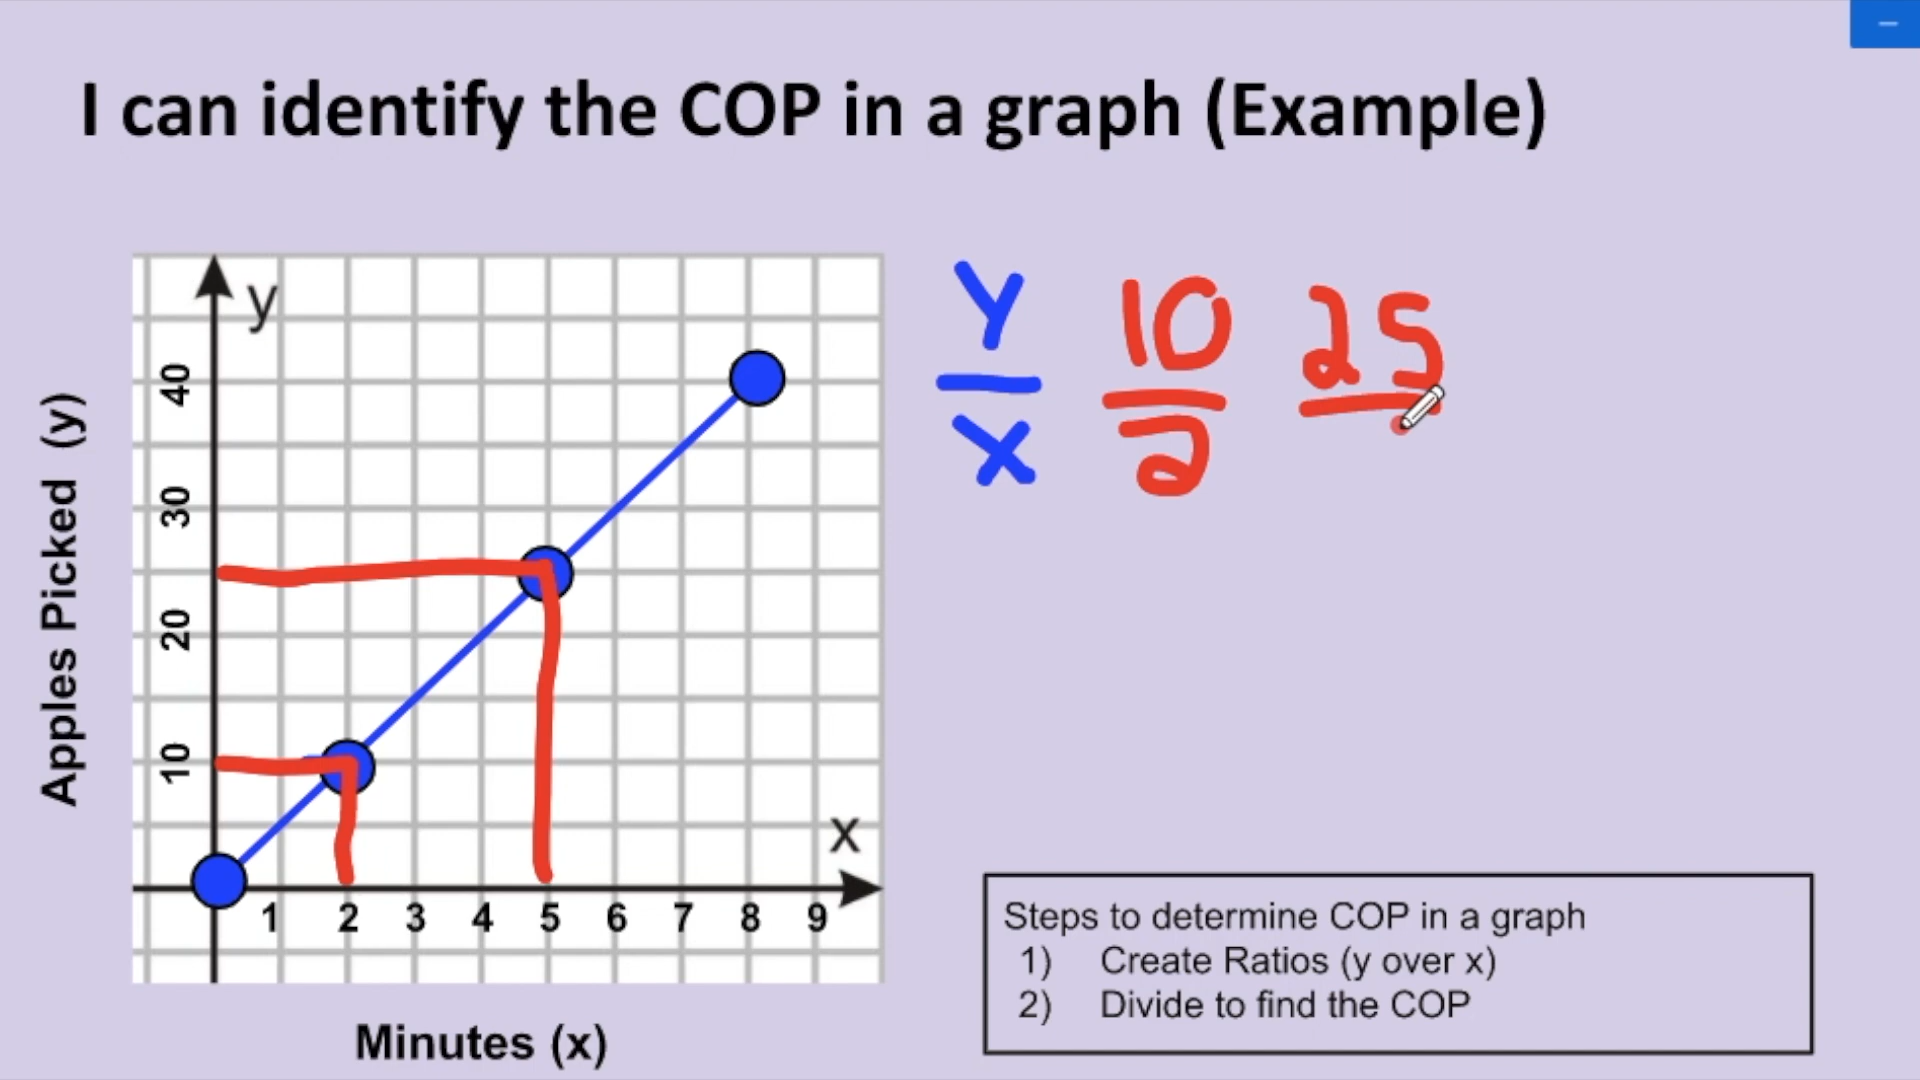 I can identify the COP in a graph (Example)
y
Y 10 25
X 2
40
30
20
10
Apples Picked (y)
x
1 2 3 4 5 6 7 8 9
Minutes (x)
Steps to determine COP in a graph
1) Create Ratios (y over x)
2) Divide to find the COP